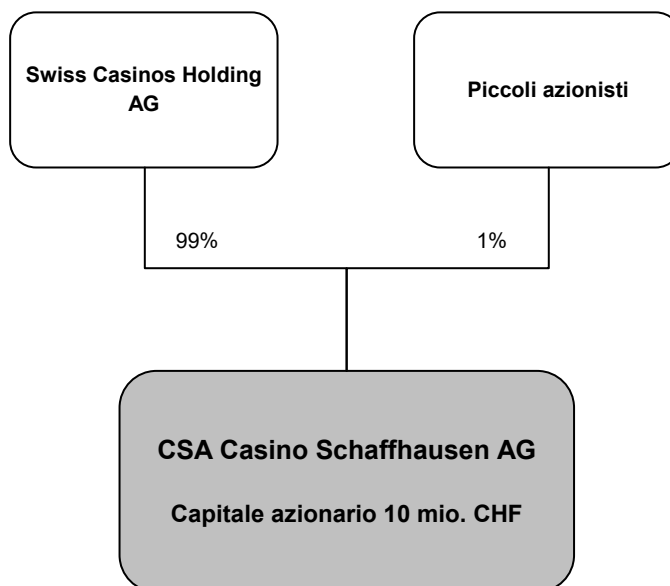 Swiss Casinos Holding
AG
Piccoli azionisti
99%
1%
CSA Casino Schaffhausen AG
Capitale azionario 10 mio. CHF